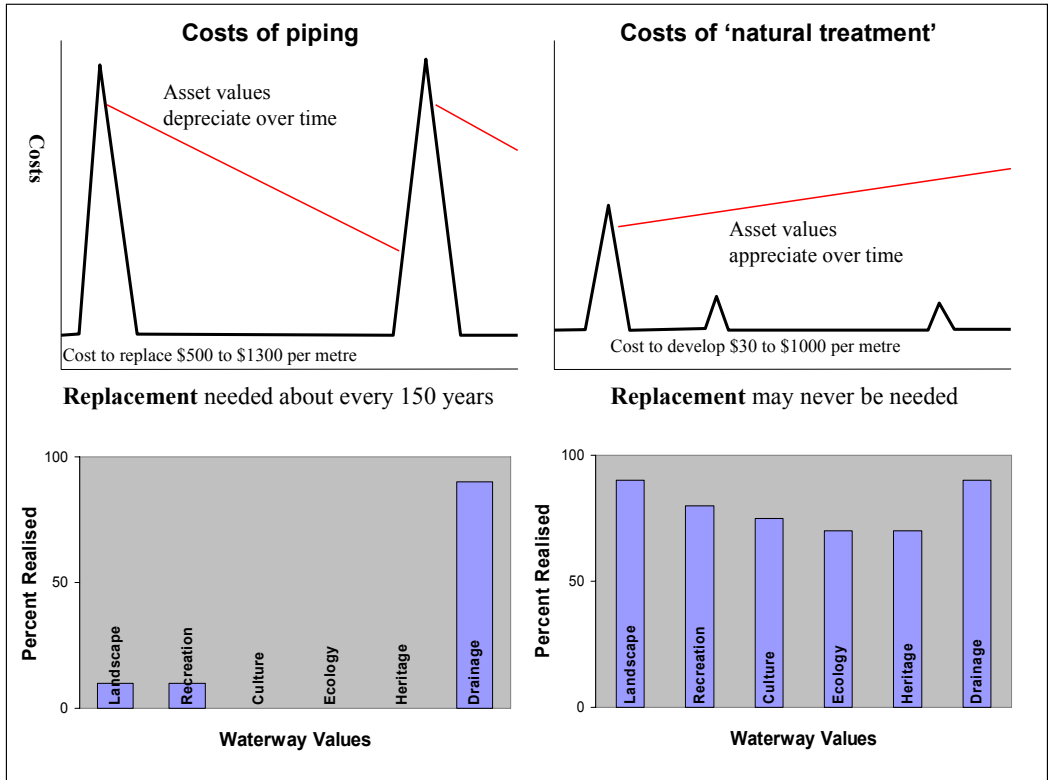 Costs of piping
Asset values
depreciate over time
Costs
Cost to replace $500 to $1300 per metre
Replacement needed about every 150 years
Costs of ‘natural treatment’
Asset values
appreciate over time
Cost to develop $30 to $1000 per metre
Replacement may never be needed
100
50
0
Percent Realised
Landscape
Recreation
Culture
Ecology
Heritage
Drainage
Waterway Values
100
50
0
Percent Realised
Landscape
Recreation
Culture
Ecology
Heritage
Drainage
Waterway Values